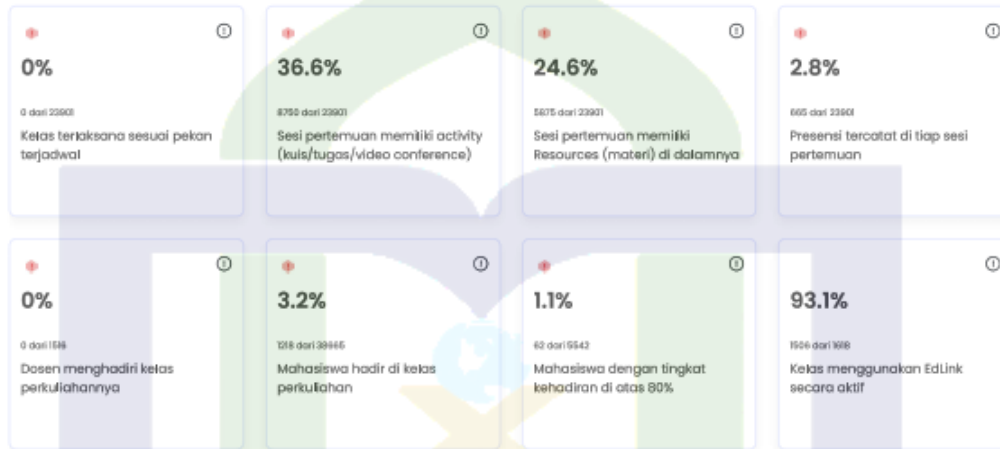 0%
0 dari 23901
Kelas terlaksana sesuai pekan
terjadwal
36.6%
8750 dari 23901
Sesi pertemuan memiliki activity
(kuis/tugas/video conference)
24.6%
5875 dari 23901
Sesi pertemuan memiliki
Resources (materi) di dalamnya
2.8%
665 dari 23901
Presensi tercatat di tiap sesi
pertemuan
0%
0 dari
Dosen menghadiri kelas
perkuliahannya
3.2%
1218 dari
Mahasiswa hadir di kelas
perkuliahan
1.1%
62 dari 5542
Mahasiswa dengan tingkat
kehadiran di atas 80%
93.1%
1506 dari 1618
Kelas menggunakan EdLink
secara aktif